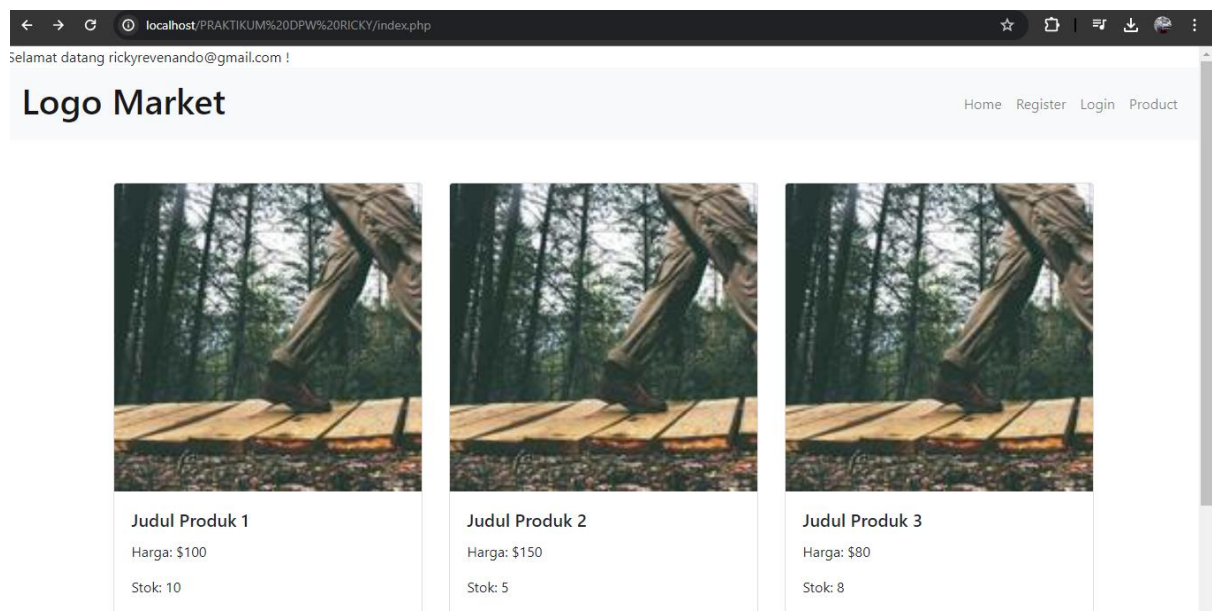 localhost/PRAKTIKUM%20DPW%20RICKY/index.php
Selamat datang rickyrevenando@gmail.com !
Logo Market
Home Register Login Product
Judul Produk 1
Harga: $100
Stok: 10
Judul Produk 2
Harga: $150
Stok: 5
Judul Produk 3
Harga: $80
Stok: 8